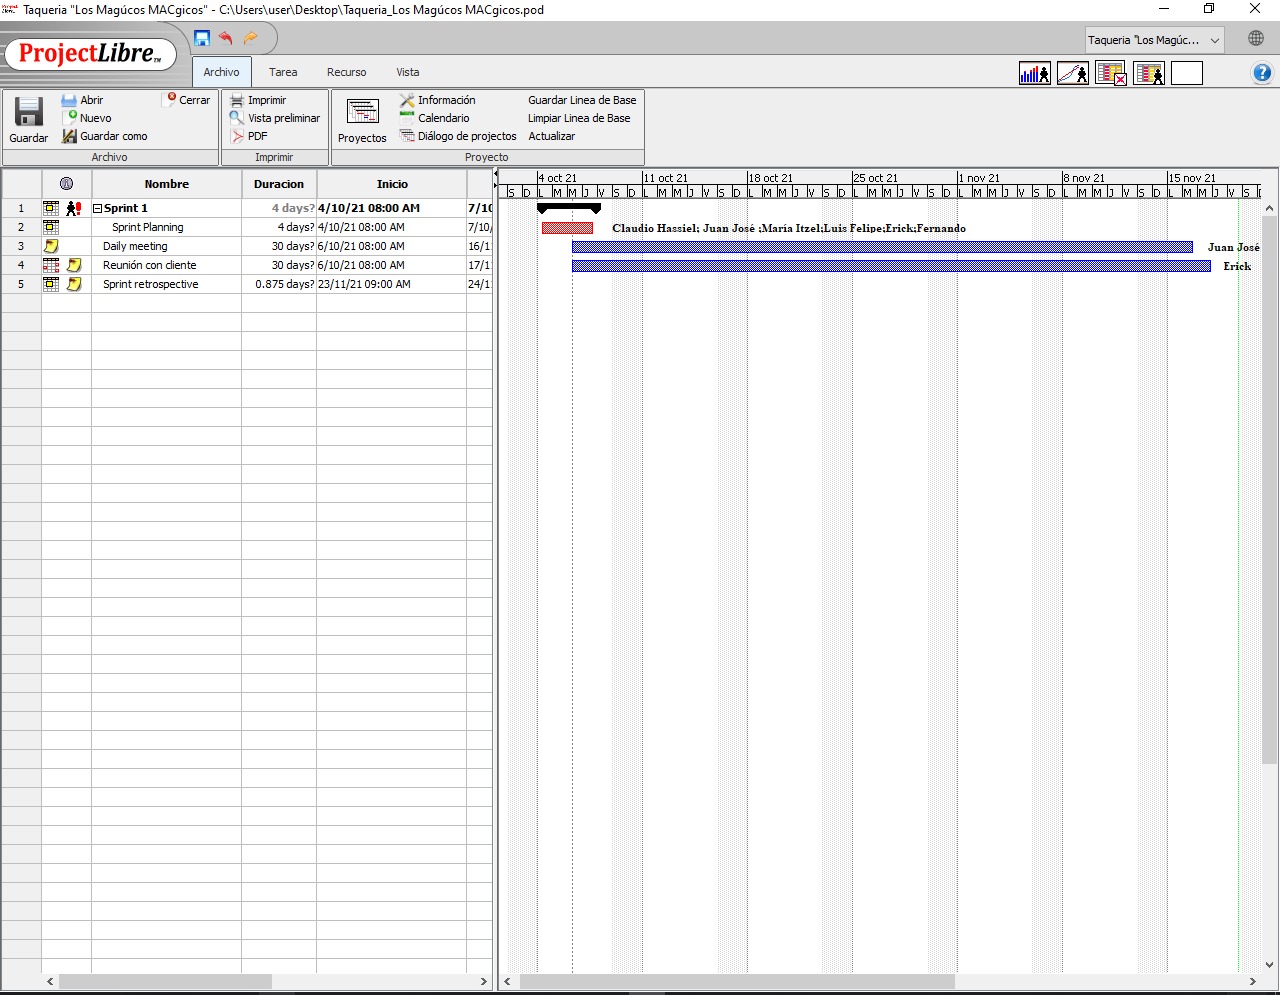 Taqueria "Los Magúcos MACgicos" - C:\Users\user\Desktop\Taqueria_Los Magúcos MACgicos.pod
ProjectLibre™
Taqueria "Los Magúc...
Archivo Tarea Recurso Vista
Guardar
Abrir
Nuevo
Guardar como
Cerrar
Archivo
Imprimir
Vista preliminar
PDF
Imprimir
Proyectos
Información
Calendario
Diálogo de projectos
Guardar Linea de Base
Limpiar Linea de Base
Actualizar
Proyecto
Nombre Duracion Inicio
4 oct 21 11 oct 21 18 oct 21 25 oct 21 1 nov 21 8 nov 21 15 nov 21
S D L M M J V S D L M M J V S D L M M J V S D L M M J V S D L M M J V S D L M M J V S D L M M J V S D
1 Sprint 1 4 days? 4/10/21 08:00 AM 7/10
2 Sprint Planning 4 days? 4/10/21 08:00 AM 7/10/ Claudio Hassiel; Juan José ;María Itzel;Luis Felipe;Erick;Fernando
3 Daily meeting 30 days? 6/10/21 08:00 AM 16/1 Juan José
4 Reunión con cliente 30 days? 6/10/21 08:00 AM 17/1 Erick
5 Sprint retrospective 0.875 days? 23/11/21 09:00 AM 24/1